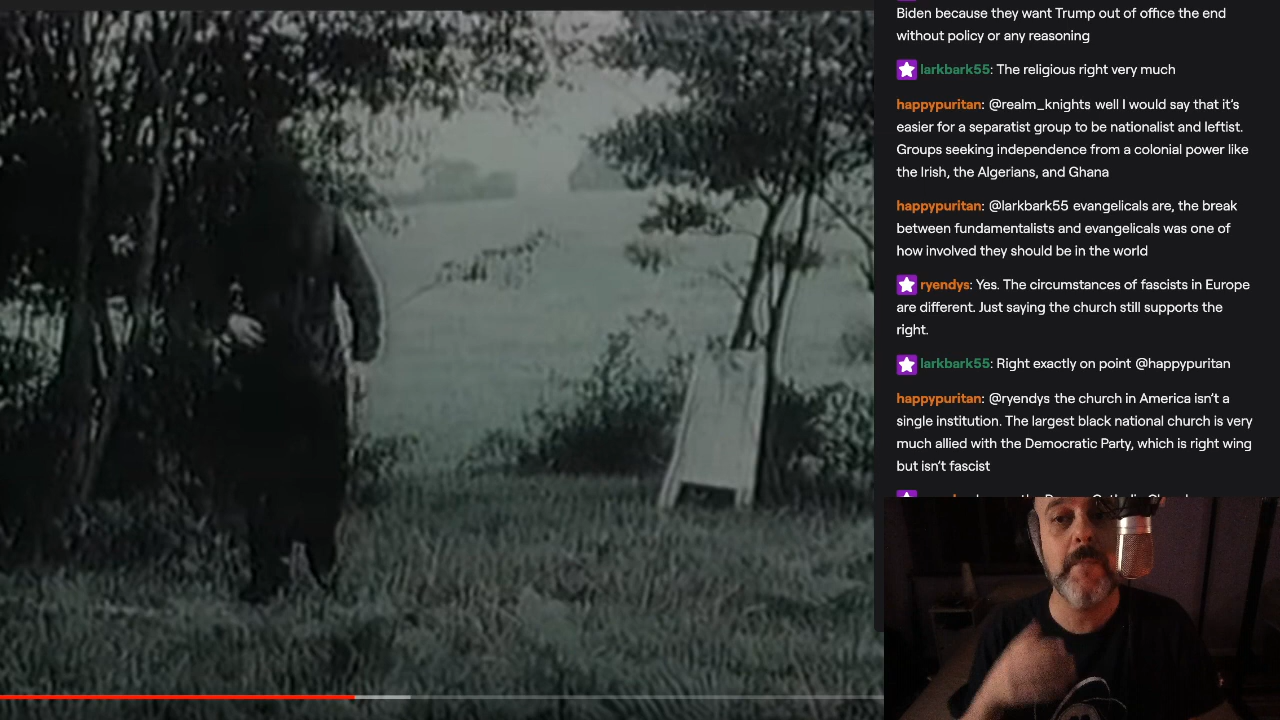 Biden because they want Trump out of office the end
without policy or any reasoning
larkbark55: The religious right very much
happypuritan: @realm_knights well I would say that it's
easier for a separatist group to be nationalist and leftist.
Groups seeking independence from a colonial power like
the Irish, the Algerians, and Ghana
happypuritan: @larkbark55 evangelicals are, the break
between fundamentalists and evangelicals was one of
how involved they should be in the world
ryendys: Yes. The circumstances of fascists in Europe
are different. Just saying the church still supports the
right.
larkbark55: Right exactly on point @happypuritan
happypuritan: @ryendys the church in America isn't a
single institution. The largest black national church is very
much allied with the Democratic Party, which is right wing
but isn't fascist